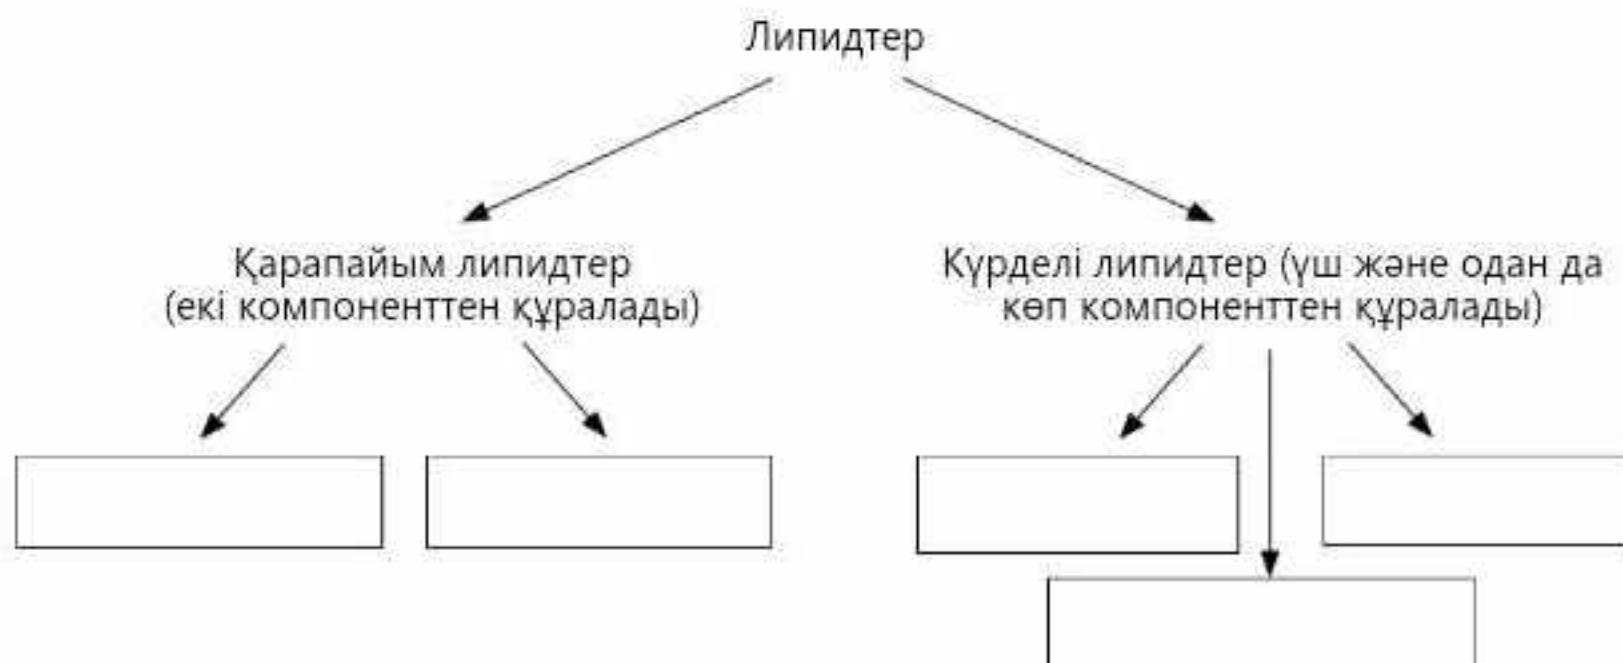 Липидтер
Қарапайым липидтер
(екі компоненттен құралады)
Күрделі липидтер (үш және одан да
көп компоненттен құралады)